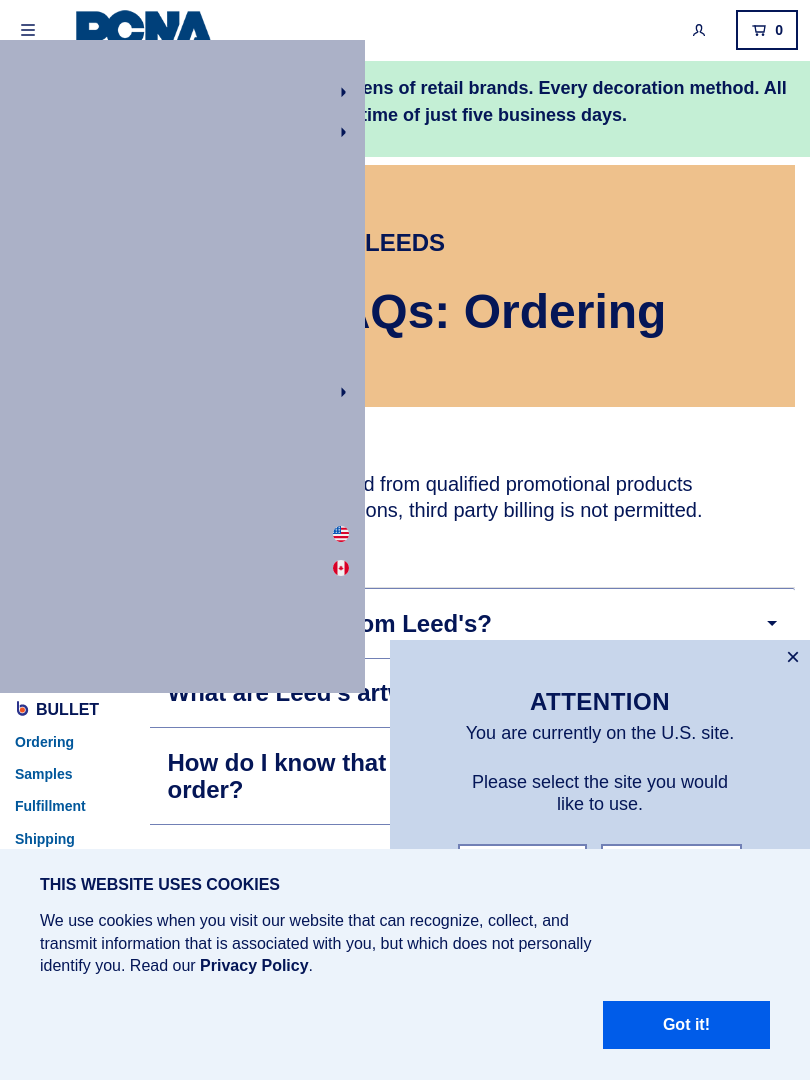 PCNA
0
ens of retail brands. Every decoration method. All
time of just five business days.
LEEDS
AQs: Ordering
d from qualified promotional products
ons, third party billing is not permitted.
om Leed's?
What are Leed's artw
How do I know that
order?
BULLET
Ordering
Samples
Fulfillment
Shipping
×
ATTENTION
You are currently on the U.S. site.
Please select the site you would
like to use.
THIS WEBSITE USES COOKIES
We use cookies when you visit our website that can recognize, collect, and
transmit information that is associated with you, but which does not personally
identify you. Read our Privacy Policy.
Got it!